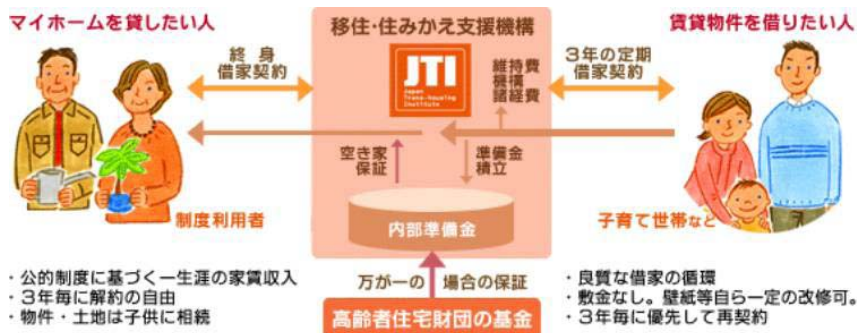 マイホームを貸したい人
移住・住みかえ支援機構
賃貸物件を借りたい人
終身
借家契約
JTI
Japan
Trans-housing
Institute
維持費
機構
諸経費
3年の定期
借家契約
空き家
保証
準備金
積立
制度利用者
内部準備金
子育て世帯など
・公的制度に基づく一生涯の家賃収入
・3年毎に解約の自由
・物件・土地は子供に相続
万が一の 場合の保証
高齢者住宅財団の基金
・良質な借家の循環
・敷金なし。壁紙等自ら一定の改修可。
・3年毎に優先して再契約